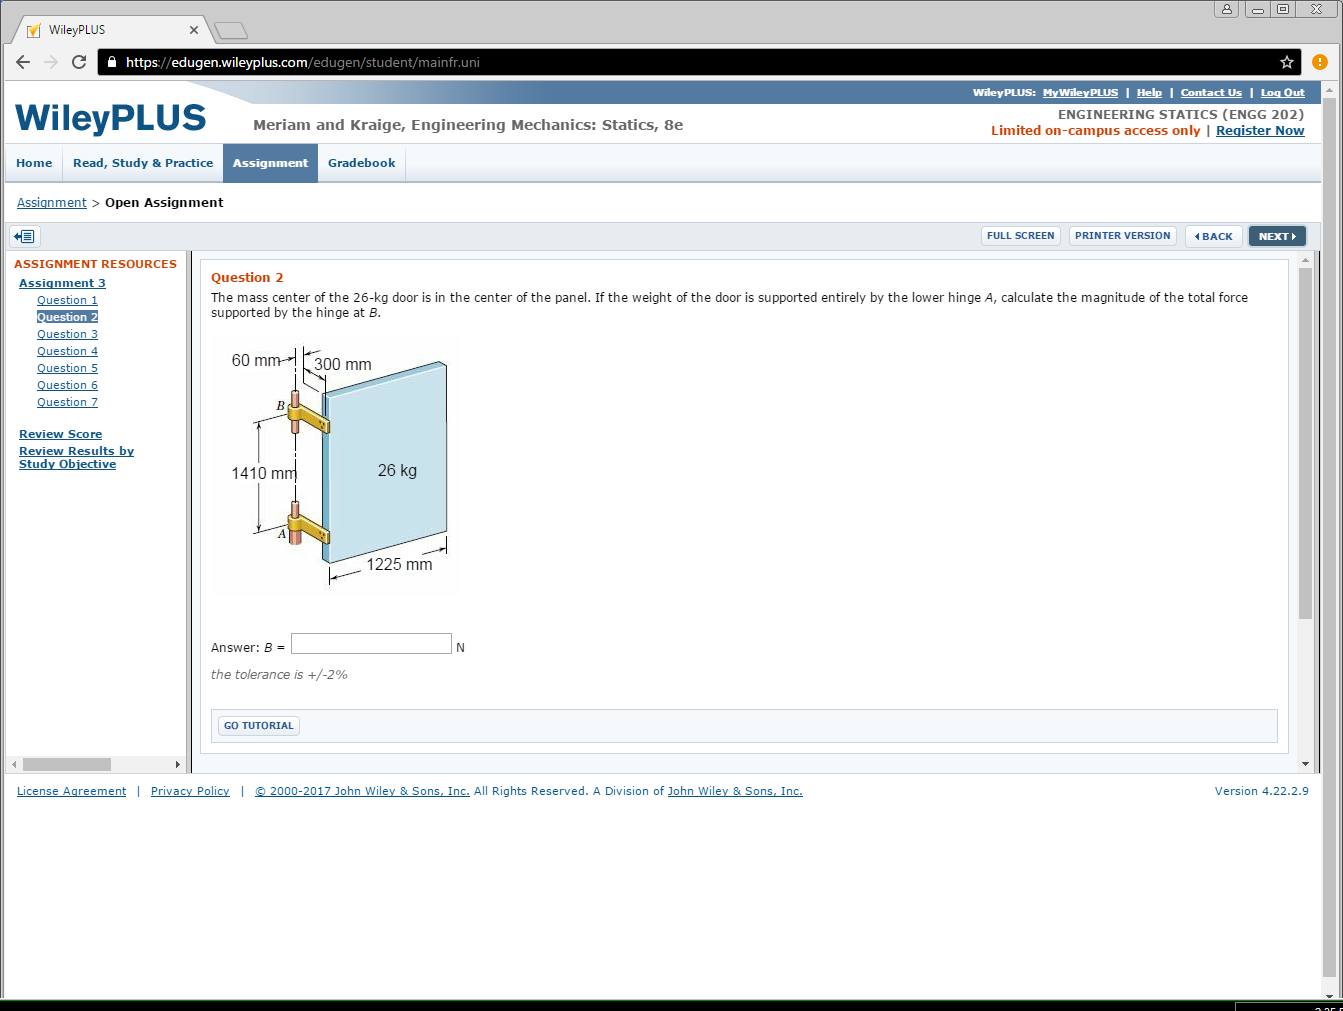 WileyPLUS
https://edugen.wileyplus.com/edugen/student/mainfr.uni
WileyPLUS: MyWileyPLUS | Help | Contact Us | Log Out
WileyPLUS
Meriam and Kraige, Engineering Mechanics: Statics, 8e
ENGINEERING STATICS (ENGG 202)
Limited on-campus access only | Register Now
Home Read, Study & Practice Assignment Gradebook
Assignment > Open Assignment
FULL SCREEN PRINTER VERSION BACK NEXT
ASSIGNMENT RESOURCES
Assignment 3
Question 1
Question 2
Question 3
Question 4
Question 5
Question 6
Question 7
Review Score
Review Results by
Study Objective
Question 2
The mass center of the 26-kg door is in the center of the panel. If the weight of the door is supported entirely by the lower hinge A, calculate the magnitude of the total force
supported by the hinge at B.
60 mm
300 mm
B
1410 mm
26 kg
A
1225 mm
Answer: B = N
the tolerance is +/-2%
GO TUTORIAL
License Agreement | Privacy Policy | © 2000-2017 John Wiley & Sons, Inc. All Rights Reserved. A Division of John Wiley & Sons, Inc.
Version 4.22.2.9